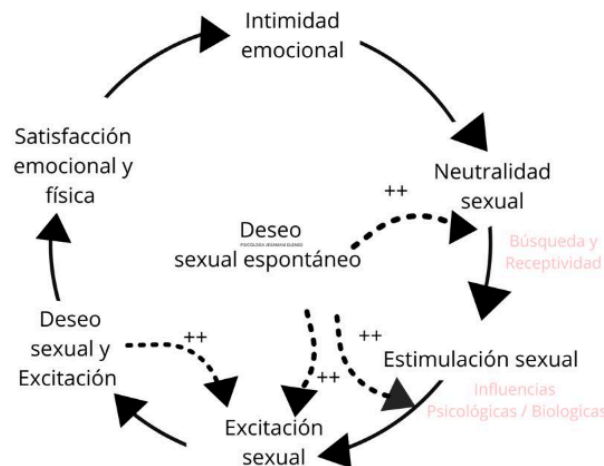 Intimidad
emocional
Satisfacción
emocional y
física
Neutralidad
sexual
++
Búsqueda y
Receptividad
Deseo
sexual espontáneo
Deseo
sexual y
Excitación
++
++
++
Estimulación sexual
Influencias
Psicológicas / Biologicas
Excitación
sexual